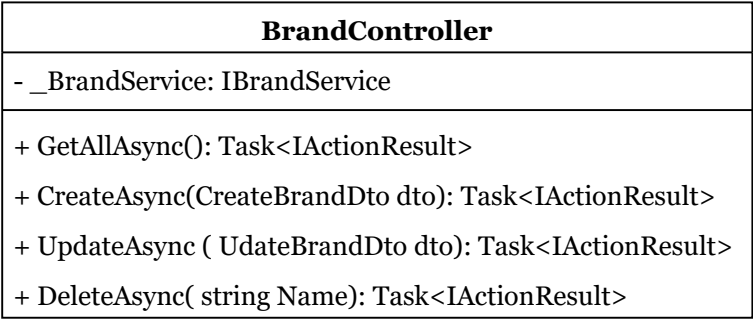 BrandController
- _BrandService: IBrandService
+ GetAllAsync(): Task<IActionResult>
+ CreateAsync(CreateBrandDto dto): Task<IActionResult>
+ UpdateAsync ( UdateBrandDto dto): Task<IActionResult>
+ DeleteAsync( string Name): Task<IActionResult>